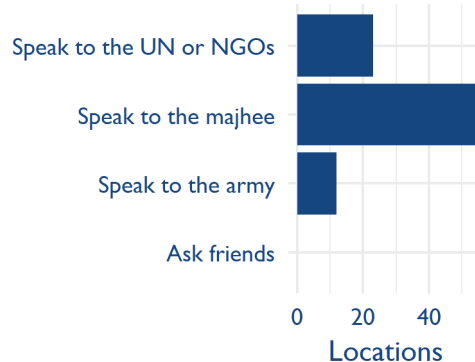 Speak to the UN or NGOs
Speak to the majhee
Speak to the army
Ask friends
0 20 40
Locations